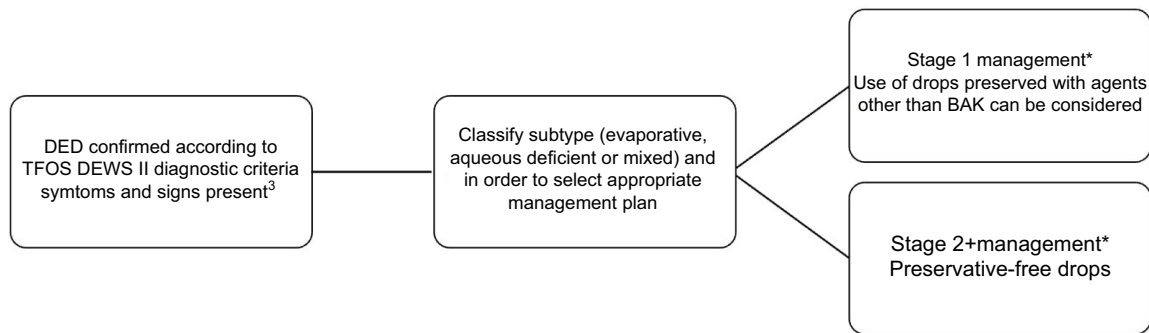 DED confirmed according to
TFOS DEWS II diagnostic criteria
symtoms and signs present³
Classify subtype (evaporative,
aqueous deficient or mixed) and
in order to select appropriate
management plan
Stage 1 management*
Use of drops preserved with agents
other than BAK can be considered
Stage 2+management*
Preservative-free drops